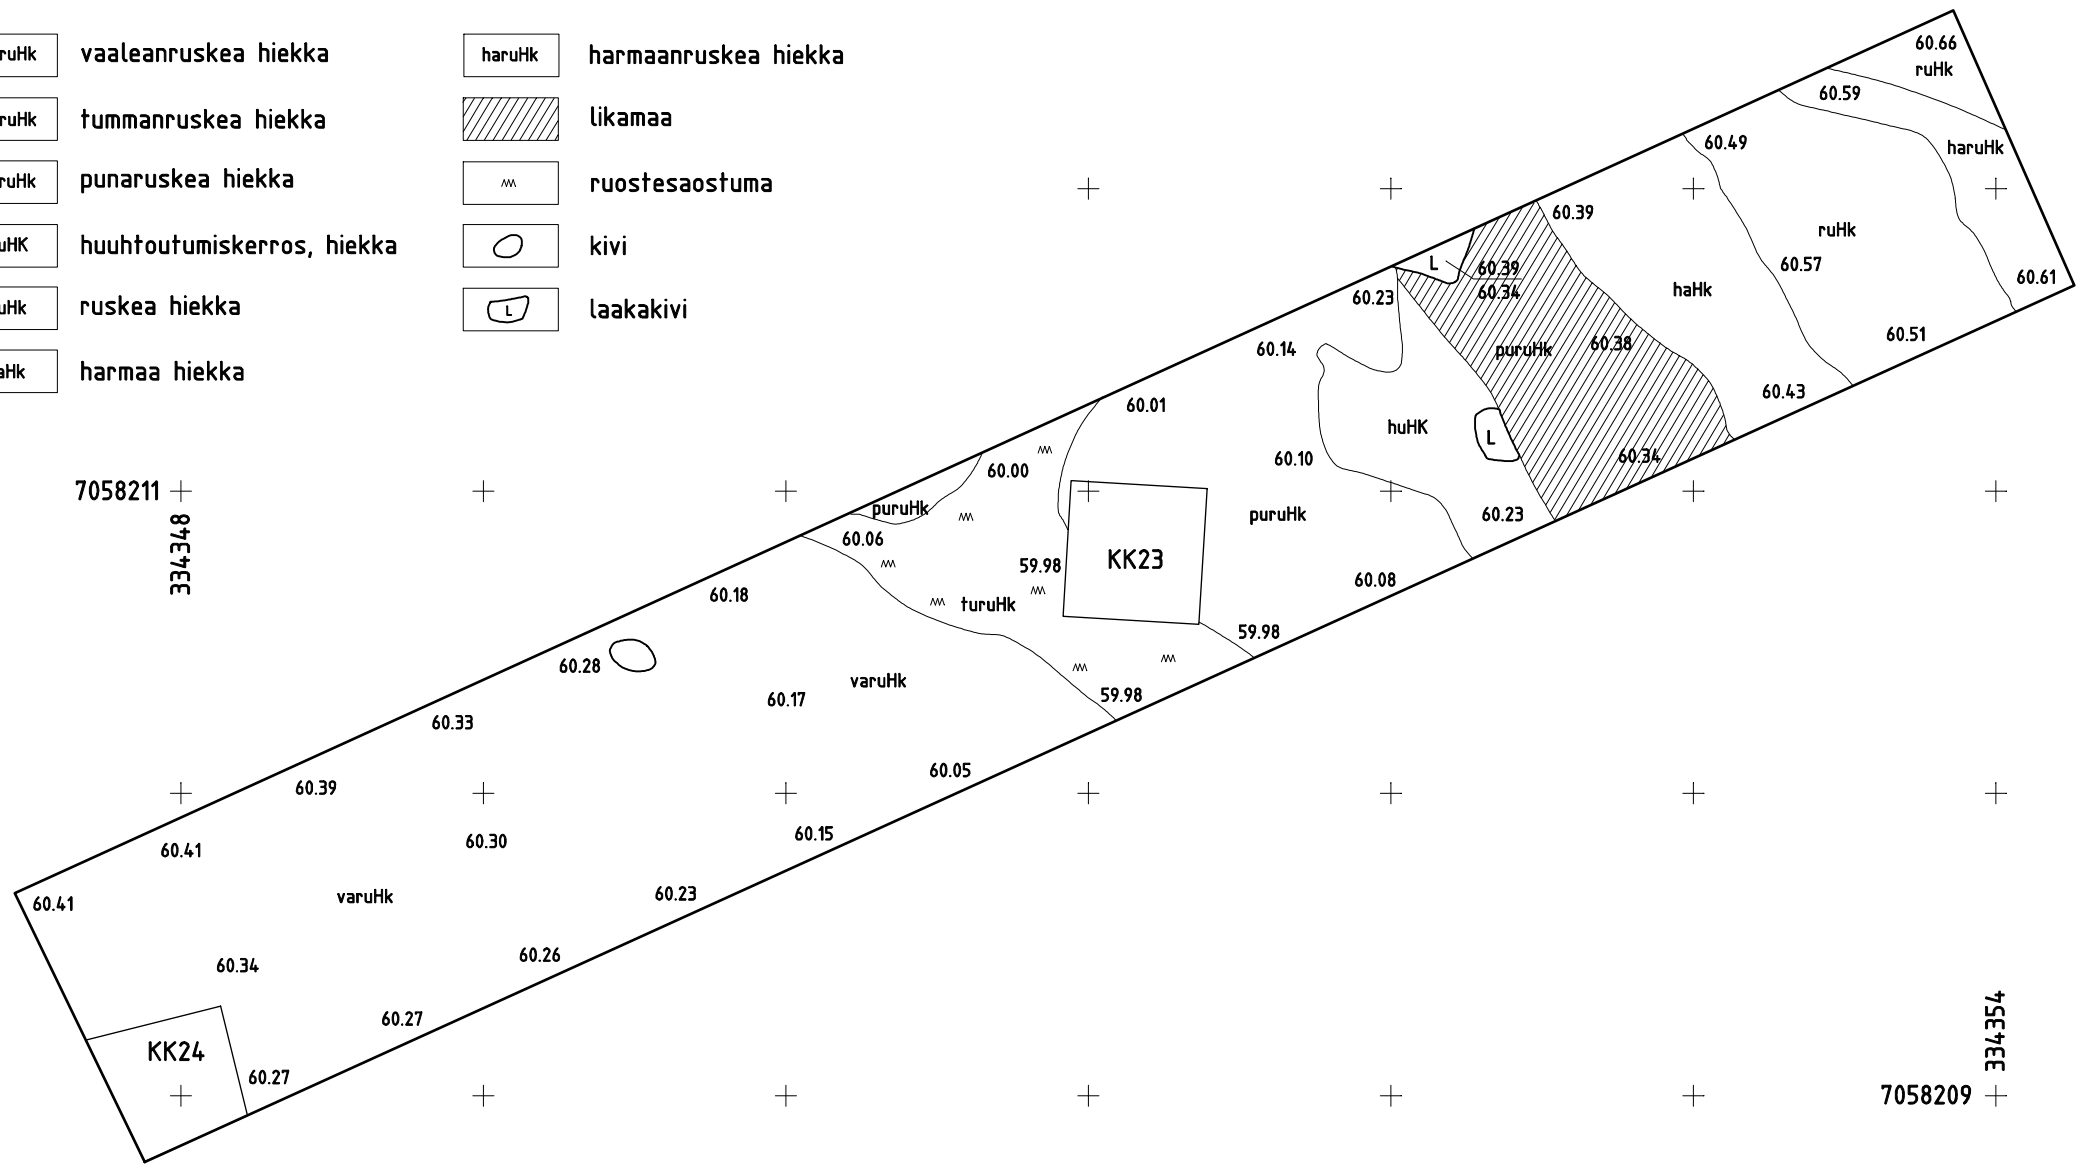 ruHk vaaleanruskea hiekka
ruHk tummanruskea hiekka
ruHk punaruskea hiekka
uHK huuhtoutumiskerros, hiekka
uHk ruskea hiekka
aHk harmaa hiekka
haruHk harmaanruskea hiekka
likamaa
ruostesaostuma
kivi
L laakakivi
60.66
ruHk
60.59
60.49
haruHk
60.39
ruHk
60.57
60.61
L
60.39
60.34
haHk
60.23
60.51
60.14
puruHk
60.38
60.43
60.01
huHK
L
60.10
60.34
60.00
7058211
334348
puruHk
60.23
puruHk
60.06
59.98
KK23
60.08
60.18
turuHk
59.98
60.28
varuHk
60.17
59.98
60.33
60.05
60.39
60.15
60.41
60.30
60.41
varuHk
60.23
60.34
60.26
60.27
KK24
60.27
334354
7058209